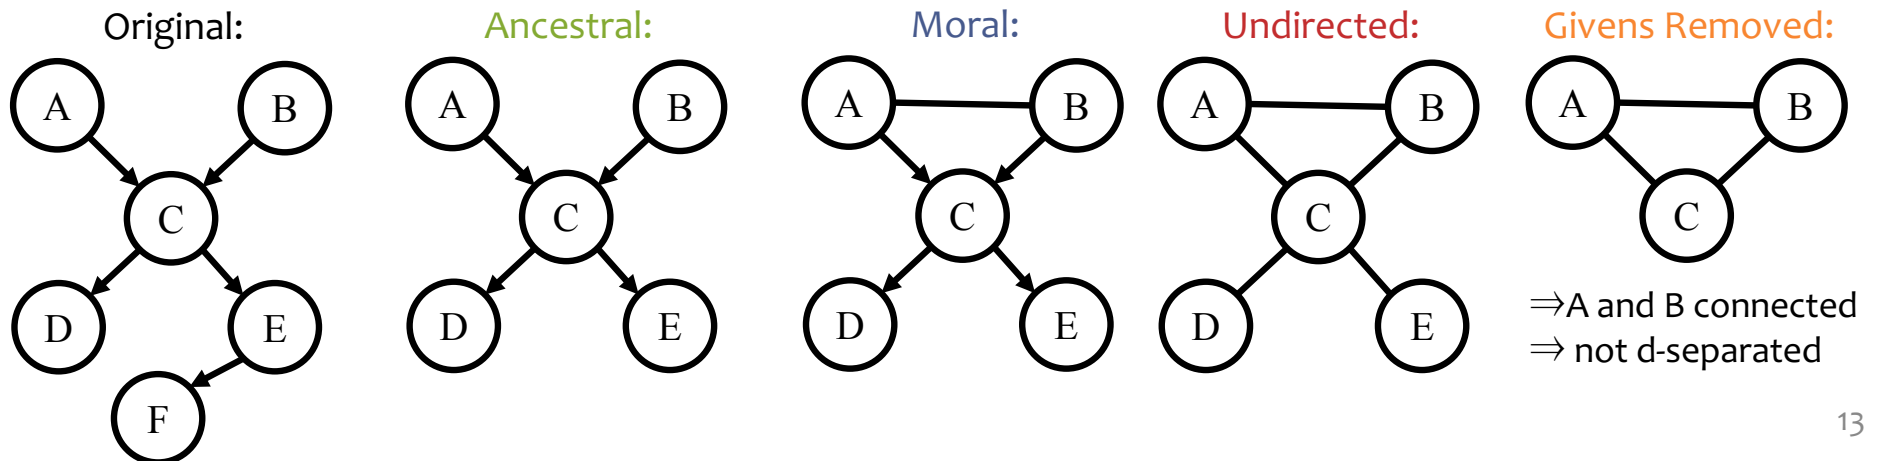 Original:
Ancestral:
Moral:
Undirected:
Givens Removed:
A
B
C
D
E
F
A
B
C
D
E
A
B
C
D
E
A
B
C
D
E
A
B
C
⇒A and B connected
⇒ not d-separated
13